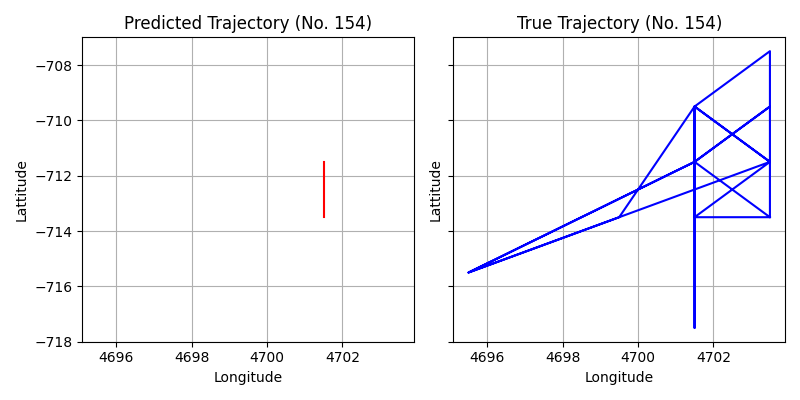 Predicted Trajectory (No. 154)
True Trajectory (No. 154)
−708
−710
−712
−714
−716
−718
Lattitude
Lattitude
4696
4698
4700
4702
4696
4698
4700
4702
Longitude
Longitude